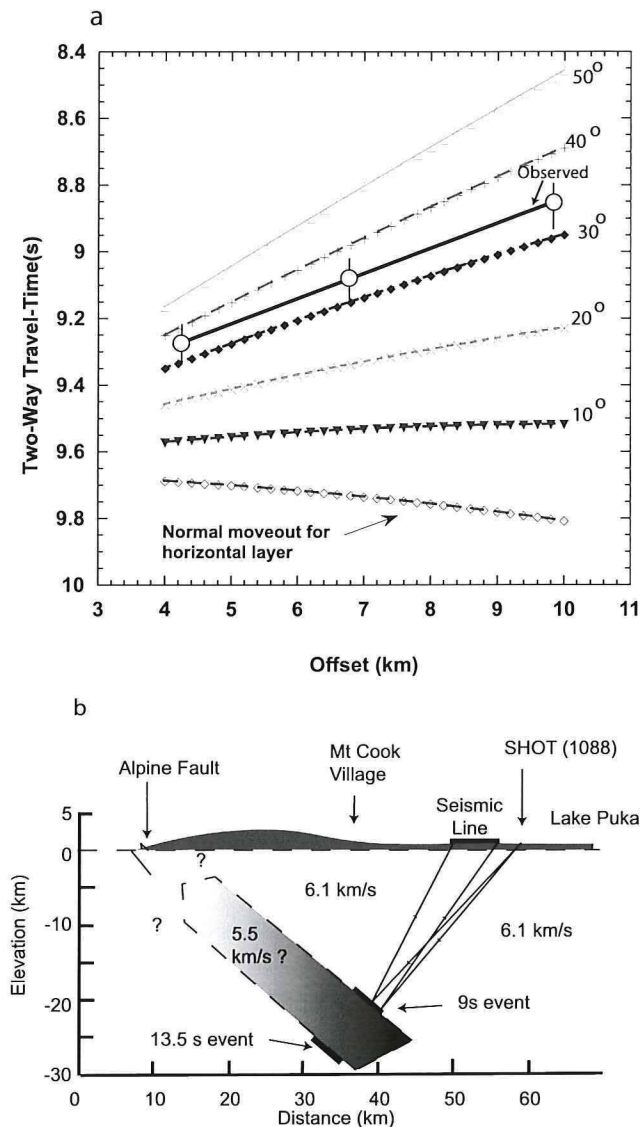 a
8.4
8.6
8.8
9
9.2
9.4
9.6
9.8
10
Two-Way Travel-Time(s)
50°
40°
Observed
30°
20°
10°
Normal moveout for
horizontal layer
3 4 5 6 7 8 9 10 11
Offset (km)
b
Alpine Fault
Mt Cook
Village
SHOT (1088)
Seismic
Line
Lake Puka
5
0
-10
-20
-30
Elevation (km)
?
?
6.1 km/s
6.1 km/s
5.5
km/s ?
9s event
13.5 s event
0 10 20 30 40 50 60
Distance (km)